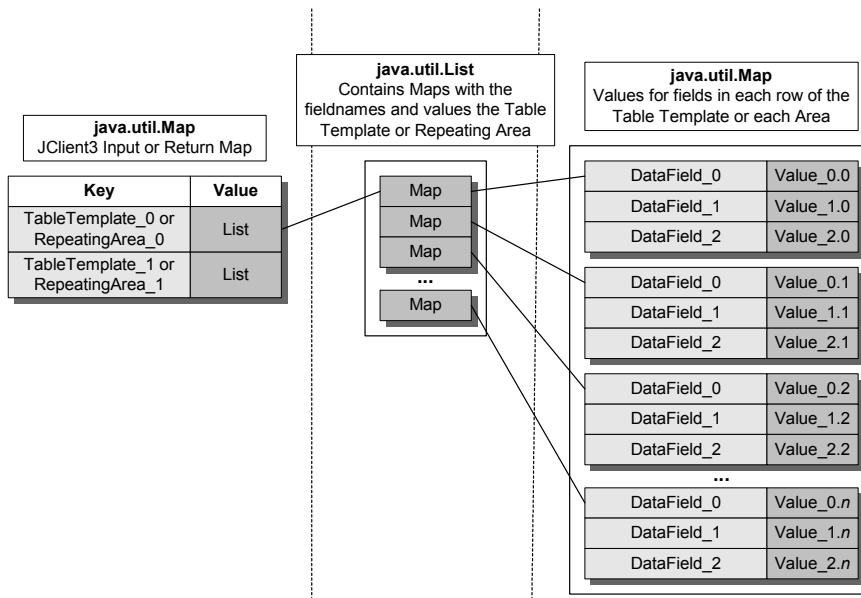 java.util.Map
JClient3 Input or Return Map
Key Value
TableTemplate_0 or
RepeatingArea_0
List
TableTemplate_1 or
RepeatingArea_1
List
java.util.List
Contains Maps with the
fieldnames and values the Table
Template or Repeating Area
Map
Map
Map
...
Map
java.util.Map
Values for fields in each row of the
Table Template or each Area
DataField_0 Value_0.0
DataField_1 Value_1.0
DataField_2 Value_2.0
DataField_0 Value_0.1
DataField_1 Value_1.1
DataField_2 Value_2.1
DataField_0 Value_0.2
DataField_1 Value_1.2
DataField_2 Value_2.2
...
DataField_0 Value_0.n
DataField_1 Value_1.n
DataField_2 Value_2.n